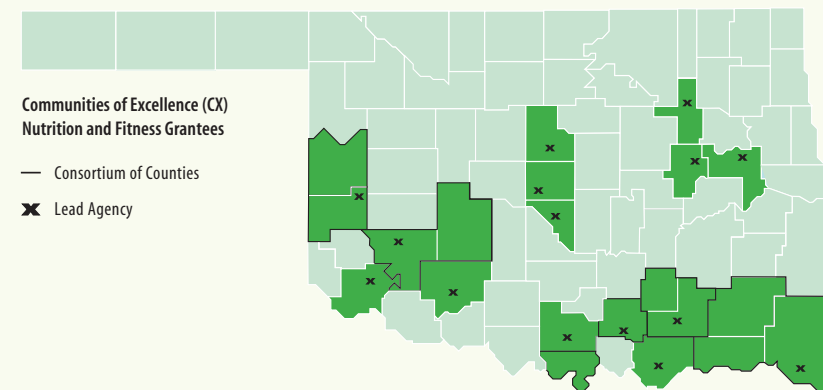 Communities of Excellence (CX)
Nutrition and Fitness Grantees
Consortium of Counties
Lead Agency